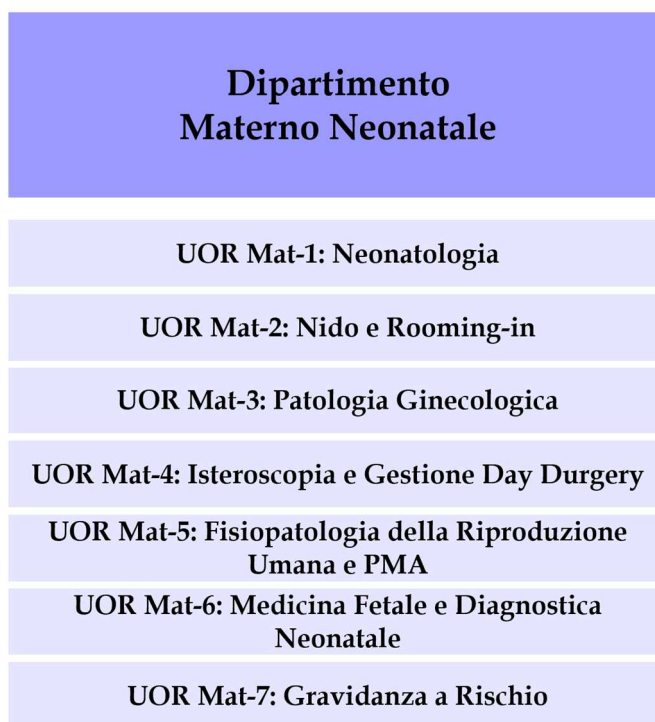 Dipartimento
Materno Neonatale
UOR Mat-1: Neonatologia
UOR Mat-2: Nido e Rooming-in
UOR Mat-3: Patologia Ginecologica
UOR Mat-4: Isteroscopia e Gestione Day Durgery
UOR Mat-5: Fisiopatologia della Riproduzione
Umana e PMA
UOR Mat-6: Medicina Fetale e Diagnostica
Neonatale
UOR Mat-7: Gravidanza a Rischio